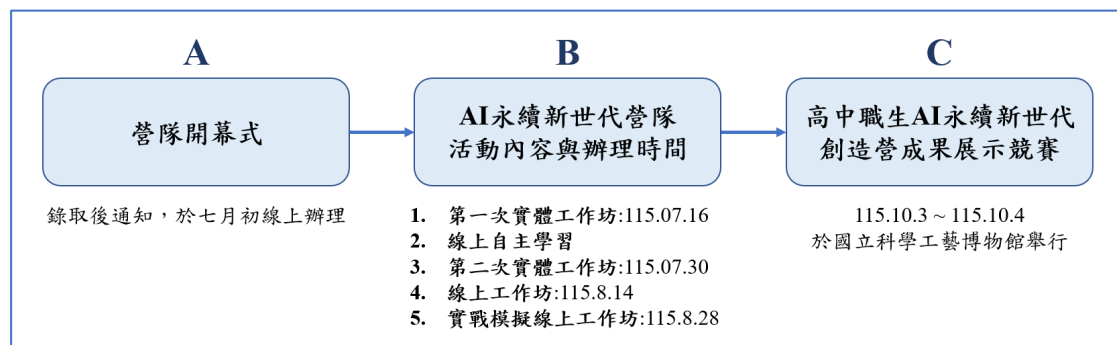 A
營隊開幕式
錄取後通知，於七月初線上辦理
B
AI永續新世代營隊
活動內容與辦理時間
1. 第一次實體工作坊:115.07.16
2. 線上自主學習
3. 第二次實體工作坊:115.07.30
4. 線上工作坊:115.8.14
5. 實戰模擬線上工作坊:115.8.28
C
高中職生AI永續新世代
創造營成果展示競賽
115.10.3 ~ 115.10.4
於國立科學工藝博物館舉行